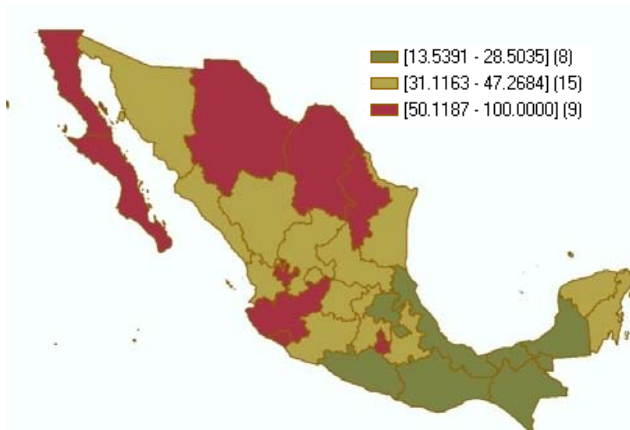 [13.5391 - 28.5035] (8)
[31.1163 - 47.2684] (15)
[50.1187 - 100.0000] (9)